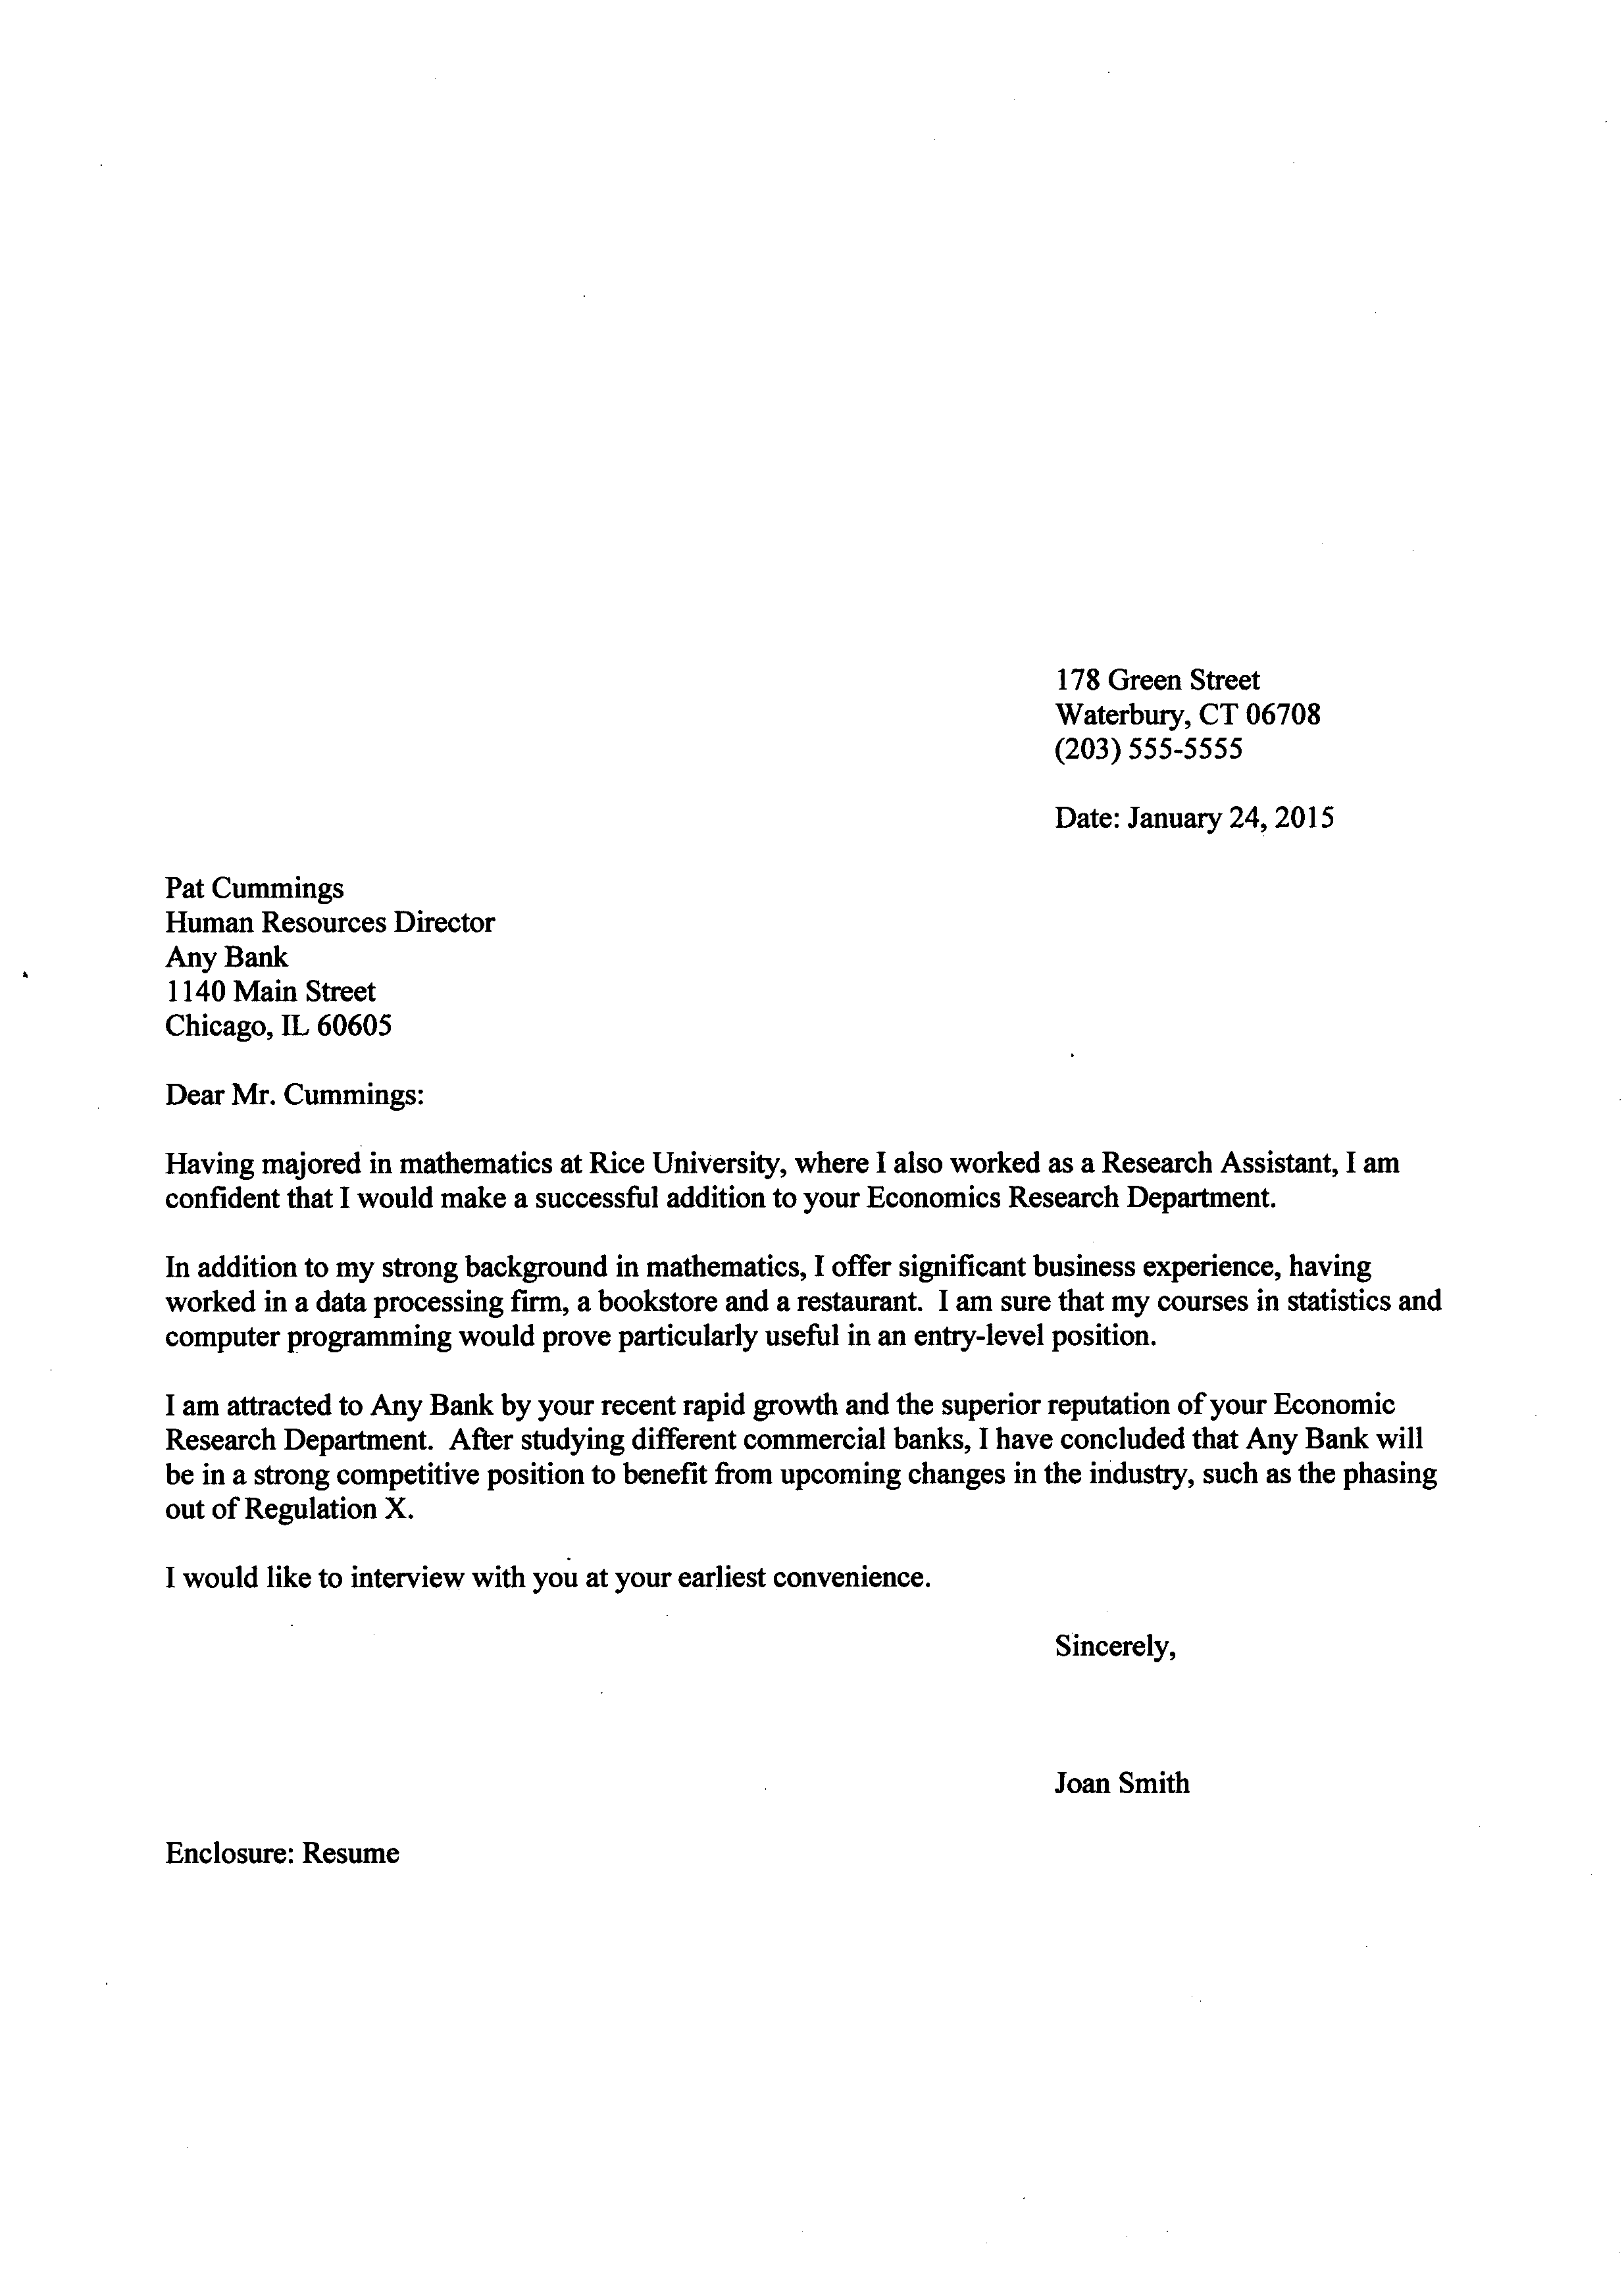 178 Green Street
Waterbury, CT 06708
(203) 555-5555
Date: January 24, 2015
Pat Cummings
Human Resources Director
Any Bank
1140 Main Street
Chicago, IL 60605
Dear Mr. Cummings:
Having majored in mathematics at Rice University, where I also worked as a Research Assistant, I am
confident that I would make a successful addition to your Economics Research Department.
In addition to my strong background in mathematics, I offer significant business experience, having
worked in a data processing firm, a bookstore and a restaurant.  I am sure that my courses in statistics and
computer programming would prove particularly useful in an entry-level position.
I am attracted to Any Bank by your recent rapid growth and the superior reputation of your Economic
Research Department.  After studying different commercial banks, I have concluded that Any Bank will
be in a strong competitive position to benefit from upcoming changes in the industry, such as the phasing
out of Regulation X.
I would like to interview with you at your earliest convenience.
Sincerely,
Joan Smith
Enclosure: Resume